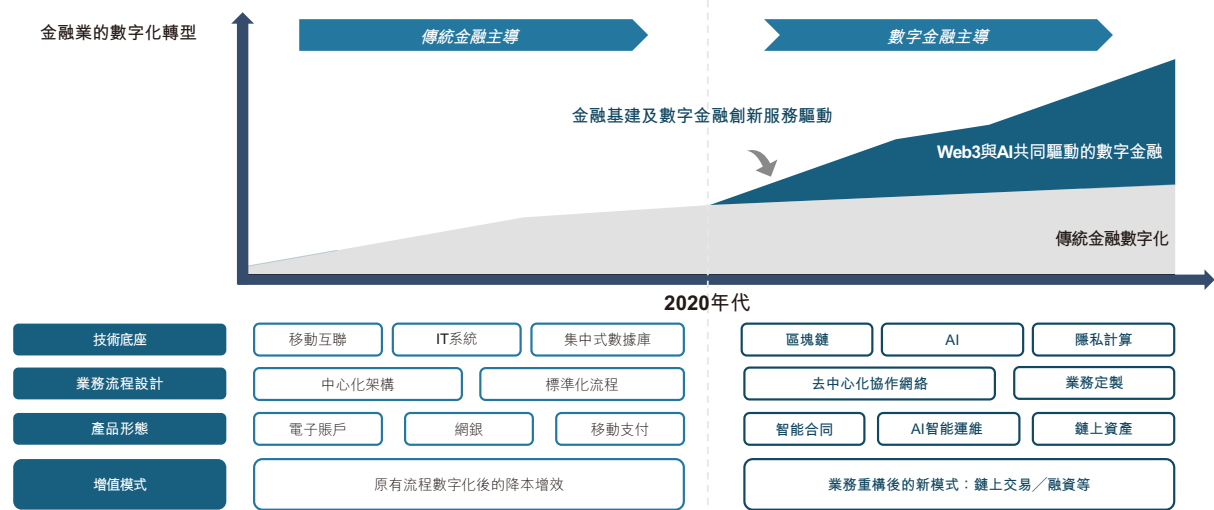 金融業的數字化轉型
傳統金融主導
數字金融主導
金融基建及數字金融創新服務驅動
Web3與AI共同驅動的數字金融
傳統金融數字化
2020年代
技術底座
移動互聯
IT系統
集中式數據庫
區塊鏈
AI
隱私計算
業務流程設計
中心化架構
標準化流程
去中心化協作網絡
業務定製
產品形態
電子賬戶
網銀
移動支付
智能合同
AI智能運維
鏈上資產
增值模式
原有流程數字化後的降本增效
業務重構後的新模式：鏈上交易╱融資等